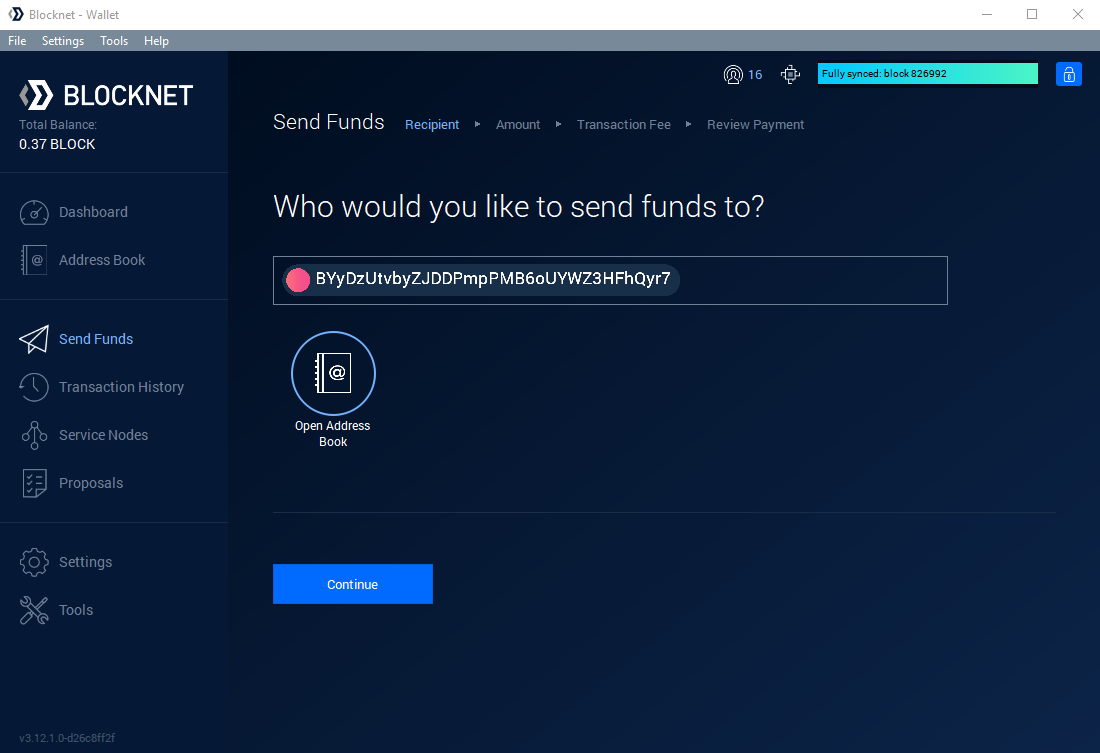 Blocknet - Wallet
File Settings Tools Help
BLOCKNET
Total Balance:
0.37 BLOCK
Dashboard
Address Book
Send Funds
Transaction History
Service Nodes
Proposals
Settings
Tools
v3.12.1.0-d26c8ff2f
16
Fully synced: block 826992
Send Funds Recipient Amount Transaction Fee Review Payment
Who would you like to send funds to?
BYyDzUtvbyZJDDPmpPMB6oUYWZ3HFhQyr7
@
Open Address
Book
Continue